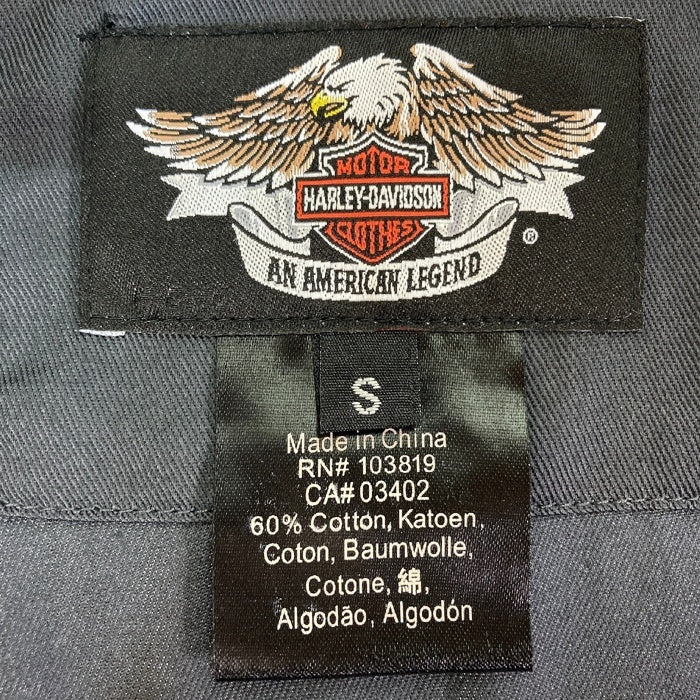 MOTOR
HARLEY-DAVIDSON
CLOTHES
®
AN AMERICAN LEGEND
S
Made in China
RN# 103819
CA# 03402
60% Cotton, Katoen,
Coton, Baumwolle,
Cotone, 綿,
Algodão, Algodón